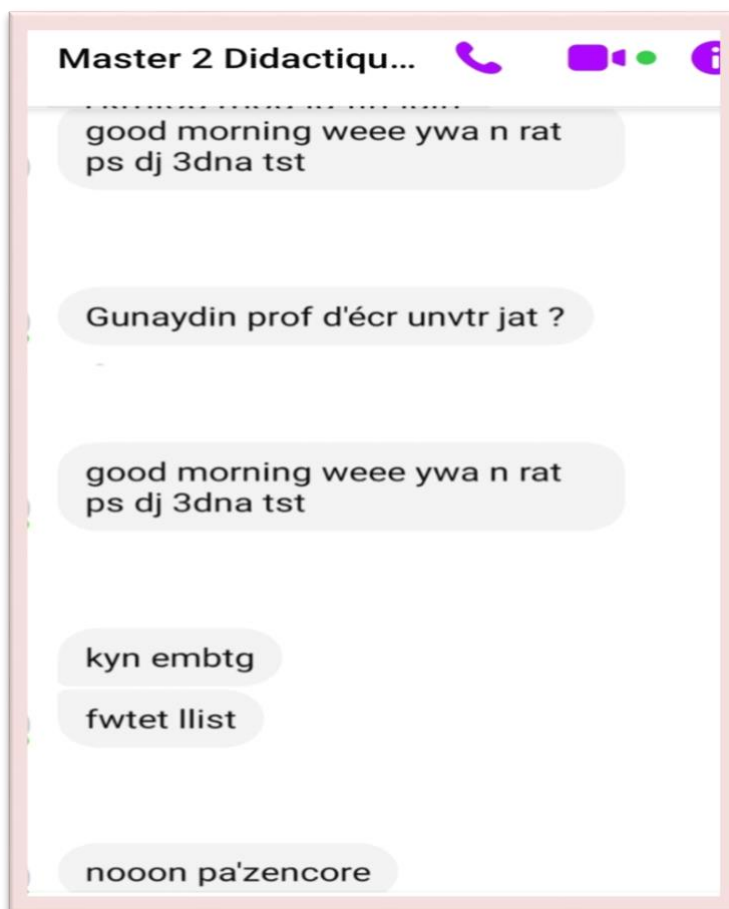 Master 2 Didactiqu...
good morning weee ywa n rat
ps dj 3dna tst
Gunaydin prof d'écr unvtr jat ?
good morning weee ywa n rat
ps dj 3dna tst
kyn embtg
fwtet llist
nooon pa'zencore